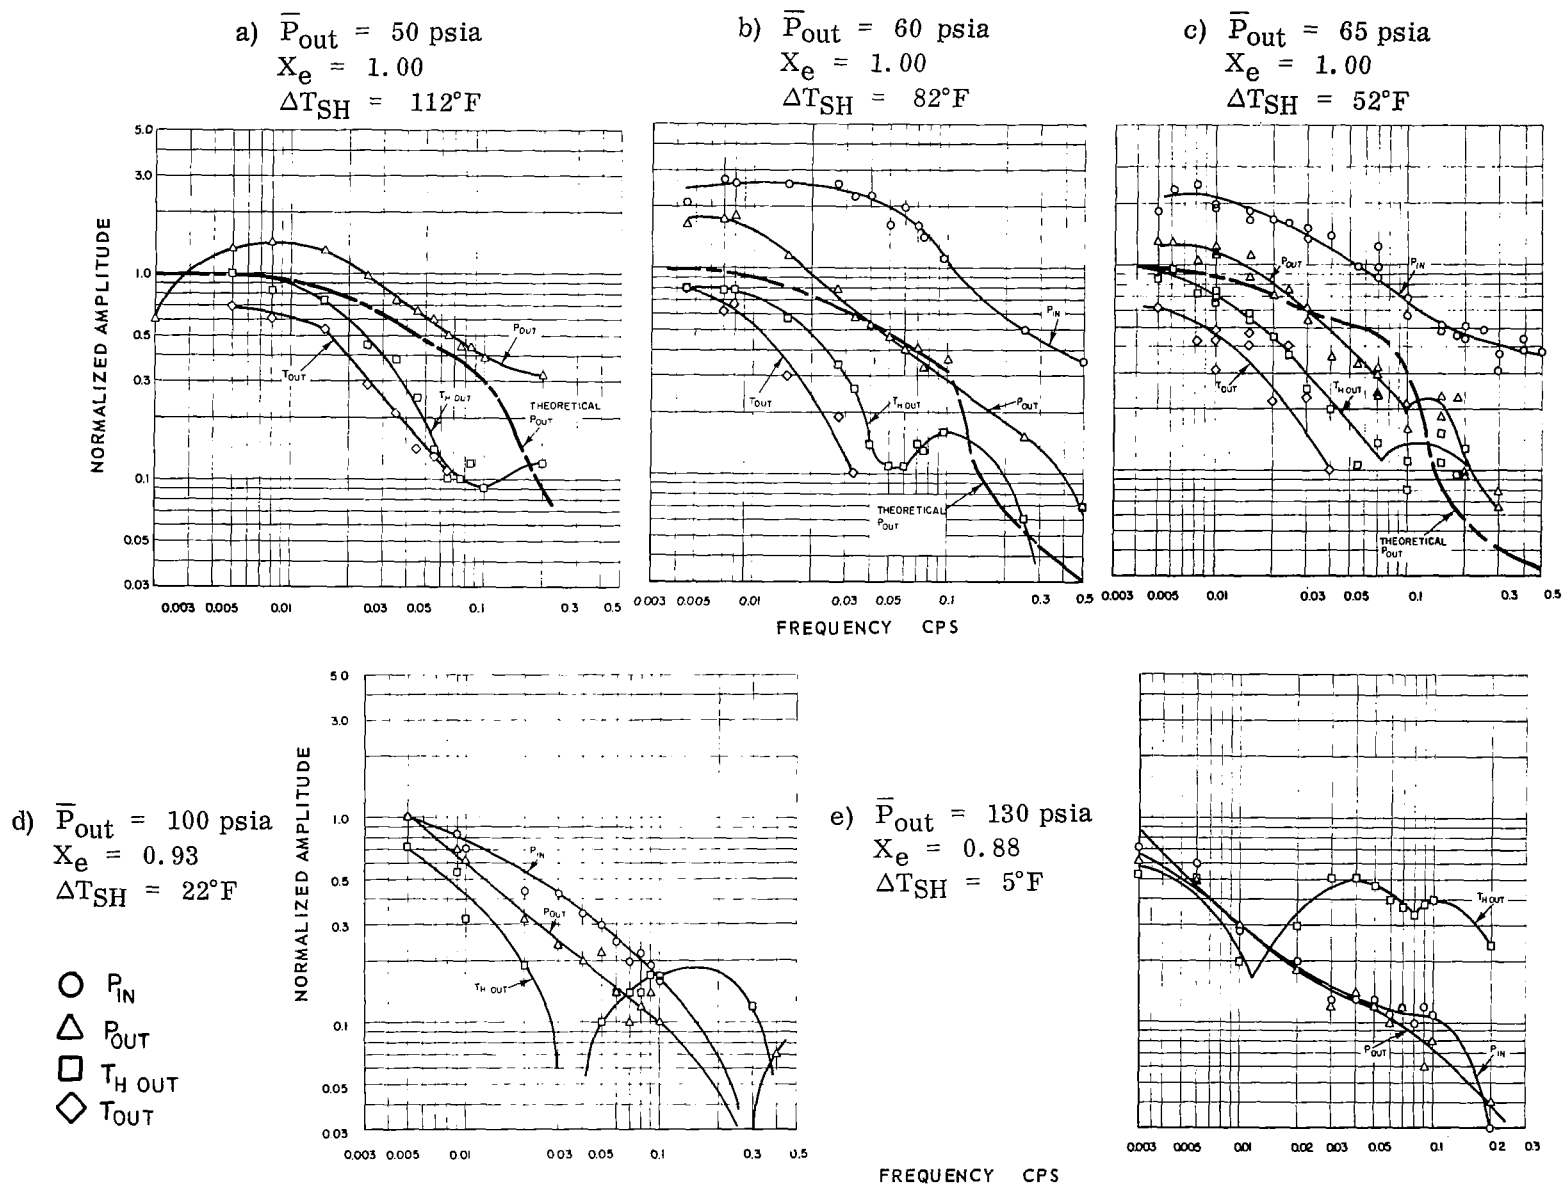 a) P̅out = 50 psia
Xe = 1.00
ΔTSH = 112°F
b) P̅out = 60 psia
Xe = 1.00
ΔTSH = 82°F
c) P̅out = 65 psia
Xe = 1.00
ΔTSH = 52°F
NORMALIZED AMPLITUDE
5.0
3.0
1.0
0.5
0.3
0.1
0.05
0.03
POUT
TOUT
TH OUT
THEORETICAL
POUT
0.003 0.005 0.01 0.03 0.05 0.1 0.3 0.5
PIN
TOUT
TH OUT
POUT
THEORETICAL
POUT
0.003 0.005 0.01 0.03 0.05 0.1 0.3 0.5
POUT
PIN
TOUT
TH OUT
THEORETICAL
POUT
0.003 0.005 0.01 0.03 0.05 0.1 0.3 0.5
FREQUENCY CPS
d) P̅out = 100 psia
Xe = 0.93
ΔTSH = 22°F
NORMALIZED AMPLITUDE
5.0
3.0
1.0
0.5
0.3
0.1
0.05
0.03
PIN
POUT
TH OUT
0.003 0.005 0.01 0.03 0.05 0.1 0.3 0.5
e) P̅out = 130 psia
Xe = 0.88
ΔTSH = 5°F
TH OUT
POUT
PIN
0.003 0.005 0.01 0.02 0.03 0.05 0.1 0.2 0.3
PIN
POUT
TH OUT
TOUT
FREQUENCY CPS